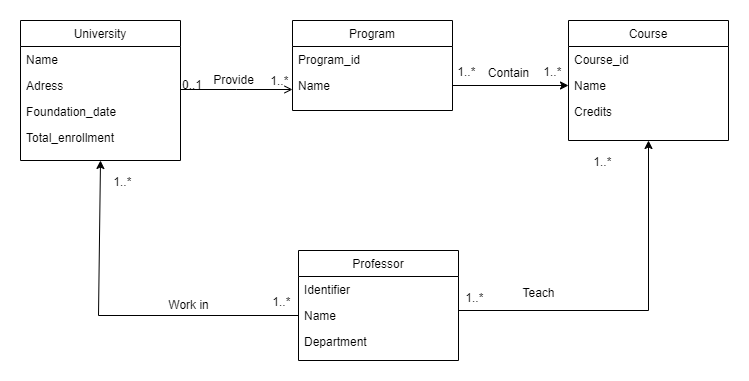 University
Name
Adress
Foundation_date
Total_enrollment
0..1
Provide
1..*
Program
Program_id
Name
1..*
Contain
1..*
Course
Course_id
Name
Credits
1..*
Work in
1..*
Professor
Identifier
Name
Department
1..*
Teach
1..*